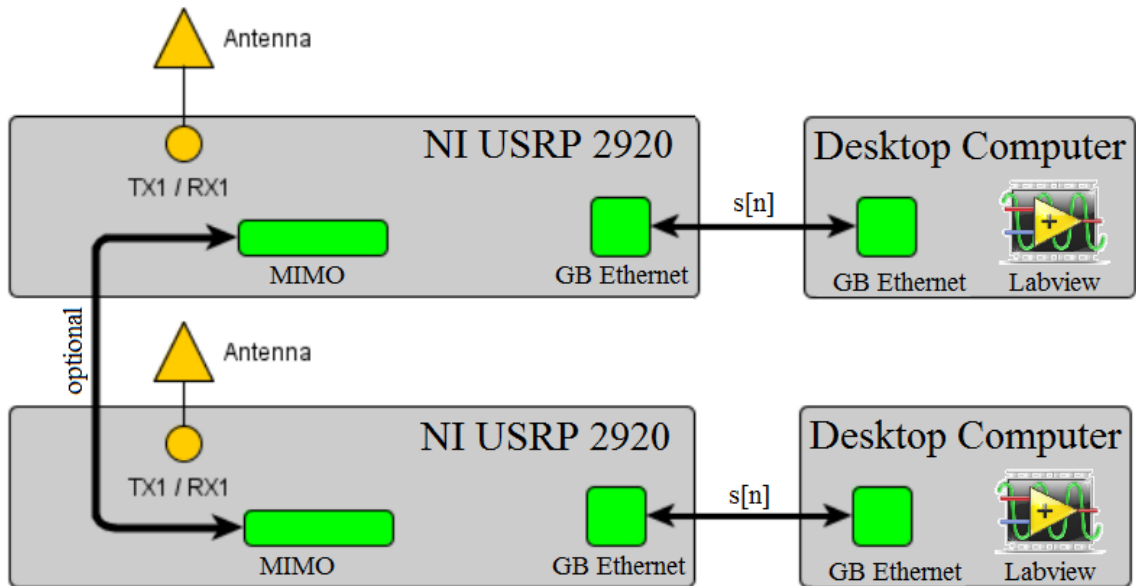 Antenna
NI USRP 2920
Desktop Computer
TX1 / RX1
s[n]
MIMO
GB Ethernet
GB Ethernet
Labview
optional
Antenna
NI USRP 2920
Desktop Computer
TX1 / RX1
s[n]
MIMO
GB Ethernet
GB Ethernet
Labview